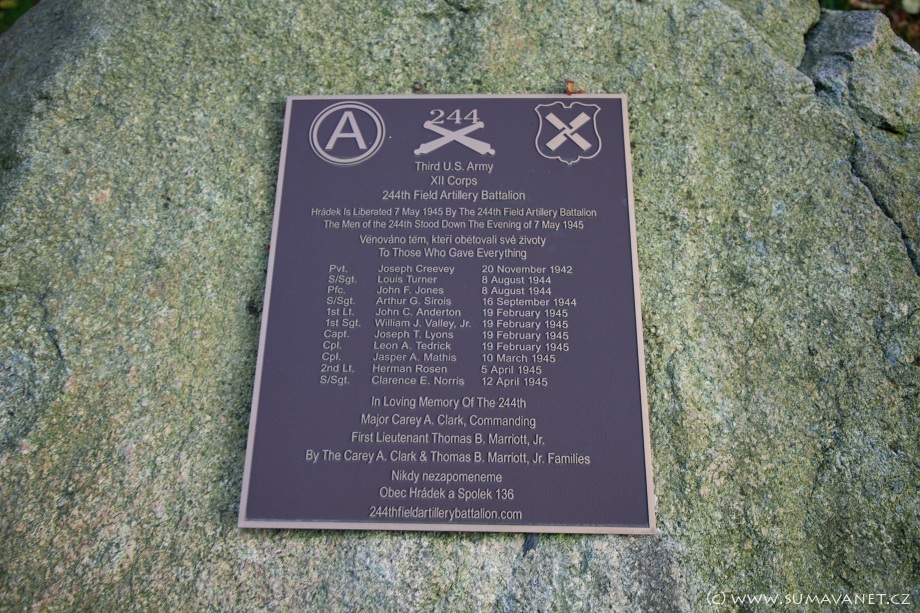 A
244
Third U.S. Army
XII Corps
244th Field Artillery Battalion
Hrádek Is Liberated 7 May 1945 By The 244th Field Artillery Battalion
The Men of the 244th Stood Down The Evening of 7 May 1945
Věnováno těm, kteří obětovali své životy
To Those Who Gave Everything
Pvt. Joseph Creevey 20 November 1942
S/Sgt. Louis Turner 8 August 1944
Pfc. John F. Jones 8 August 1944
S/Sgt. Arthur G. Sirois 16 September 1944
1st Lt. John C. Anderton 19 February 1945
1st Sgt. William J. Valley, Jr. 19 February 1945
Capt. Joseph T. Lyons 19 February 1945
Cpl. Leon A. Tedrick 19 February 1945
Cpl. Jasper A. Mathis 10 March 1945
2nd Lt. Herman Rosen 5 April 1945
S/Sgt. Clarence E. Norris 12 April 1945
In Loving Memory Of The 244th
Major Carey A. Clark, Commanding
First Lieutenant Thomas B. Marriott, Jr.
By The Carey A. Clark & Thomas B. Marriott, Jr. Families
Nikdy nezapomeneme
Obec Hrádek a Spolek 136
244thfieldartillerybattalion.com
(c) www.sumavanet.cz